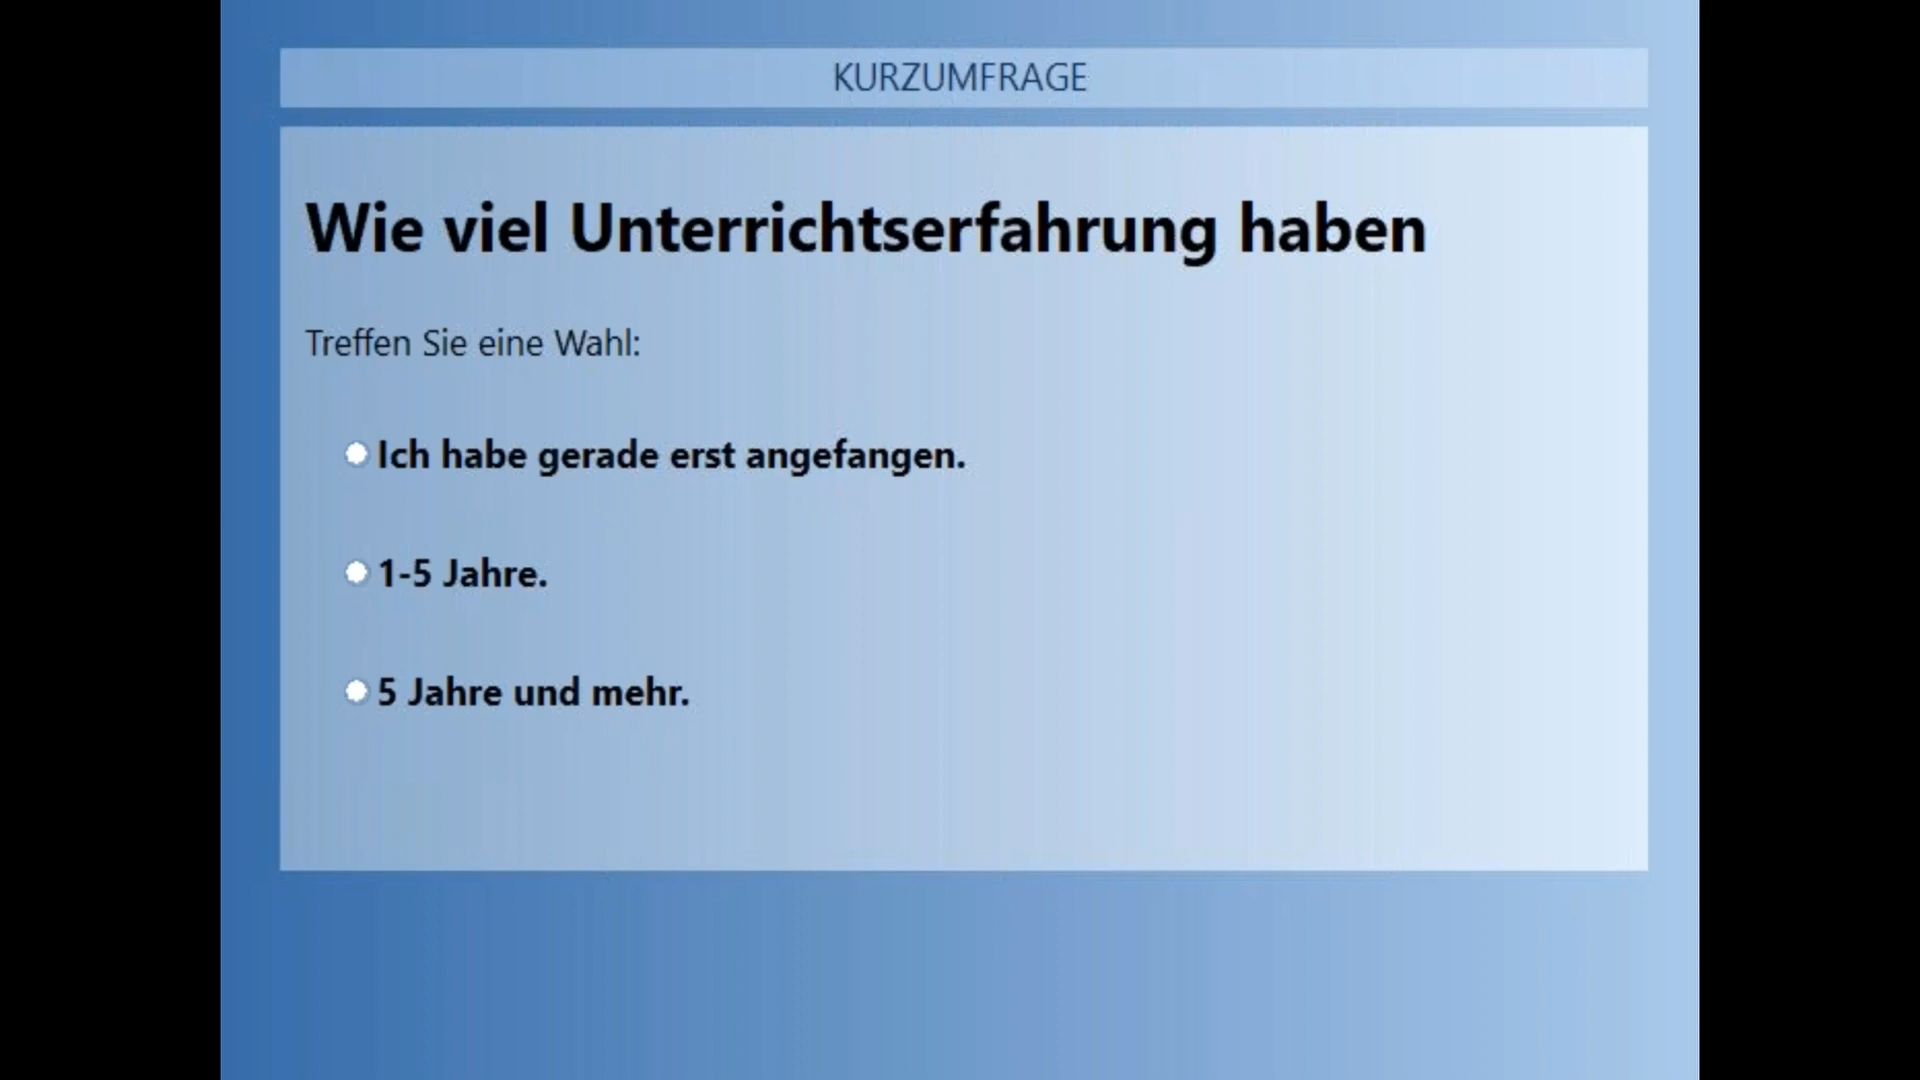 KURZUMFRAGE
Wie viel Unterrichtserfahrung haben
Treffen Sie eine Wahl:
Ich habe gerade erst angefangen.
1-5 Jahre.
5 Jahre und mehr.